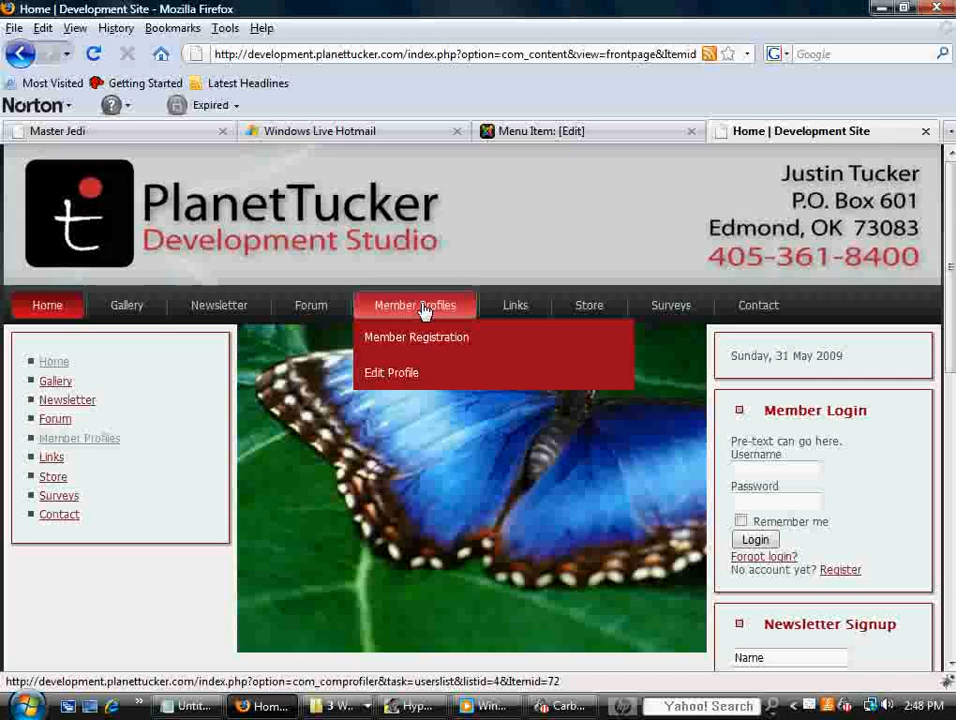 Home | Development Site - Mozilla Firefox
File Edit View History Bookmarks Tools Help
http://development.planettucker.com/index.php?option=com_content&view=frontpage&Itemid
G Google
Most Visited Getting Started Latest Headlines
Norton ? Expired
Master Jedi Windows Live Hotmail Menu Item: [Edit] Home | Development Site
t PlanetTucker
Development Studio
Justin Tucker
P.O. Box 601
Edmond, OK 73083
405-361-8400
Home Gallery Newsletter Forum Member Profiles Links Store Surveys Contact
Member Registration
Edit Profile
Home
Gallery
Newsletter
Forum
Member Profiles
Links
Store
Surveys
Contact
Sunday, 31 May 2009
Member Login
Pre-text can go here.
Username
Password
Remember me
Login
Forgot login?
No account yet? Register
Newsletter Signup
Name
http://development.planettucker.com/index.php?option=com_comprofiler&task=userslist&listid=4&Itemid=72
Untit... Hom... 3 W... Hyp... Win... Carb... hp Yahoo! Search 2:48 PM